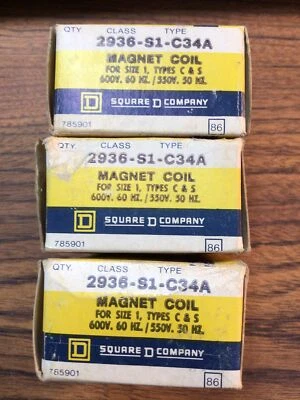 QTY. CLASS TYPE
2936-S1-C34A
MAGNET COIL
FOR SIZE 1, TYPES C & S
600V. 60 HZ./550V. 50 HZ.
D SQUARE D COMPANY
785901 86
QTY. CLASS TYPE
2936-S1-C34A
MAGNET COIL
FOR SIZE 1, TYPES C & S
600V. 60 HZ./550V. 50 HZ.
D SQUARE D COMPANY
785901 86
QTY. CLASS TYPE
2936-S1-C34A
MAGNET COIL
FOR SIZE 1, TYPES C & S
600V. 60 HZ./550V. 50 HZ.
D SQUARE D COMPANY
785901 86